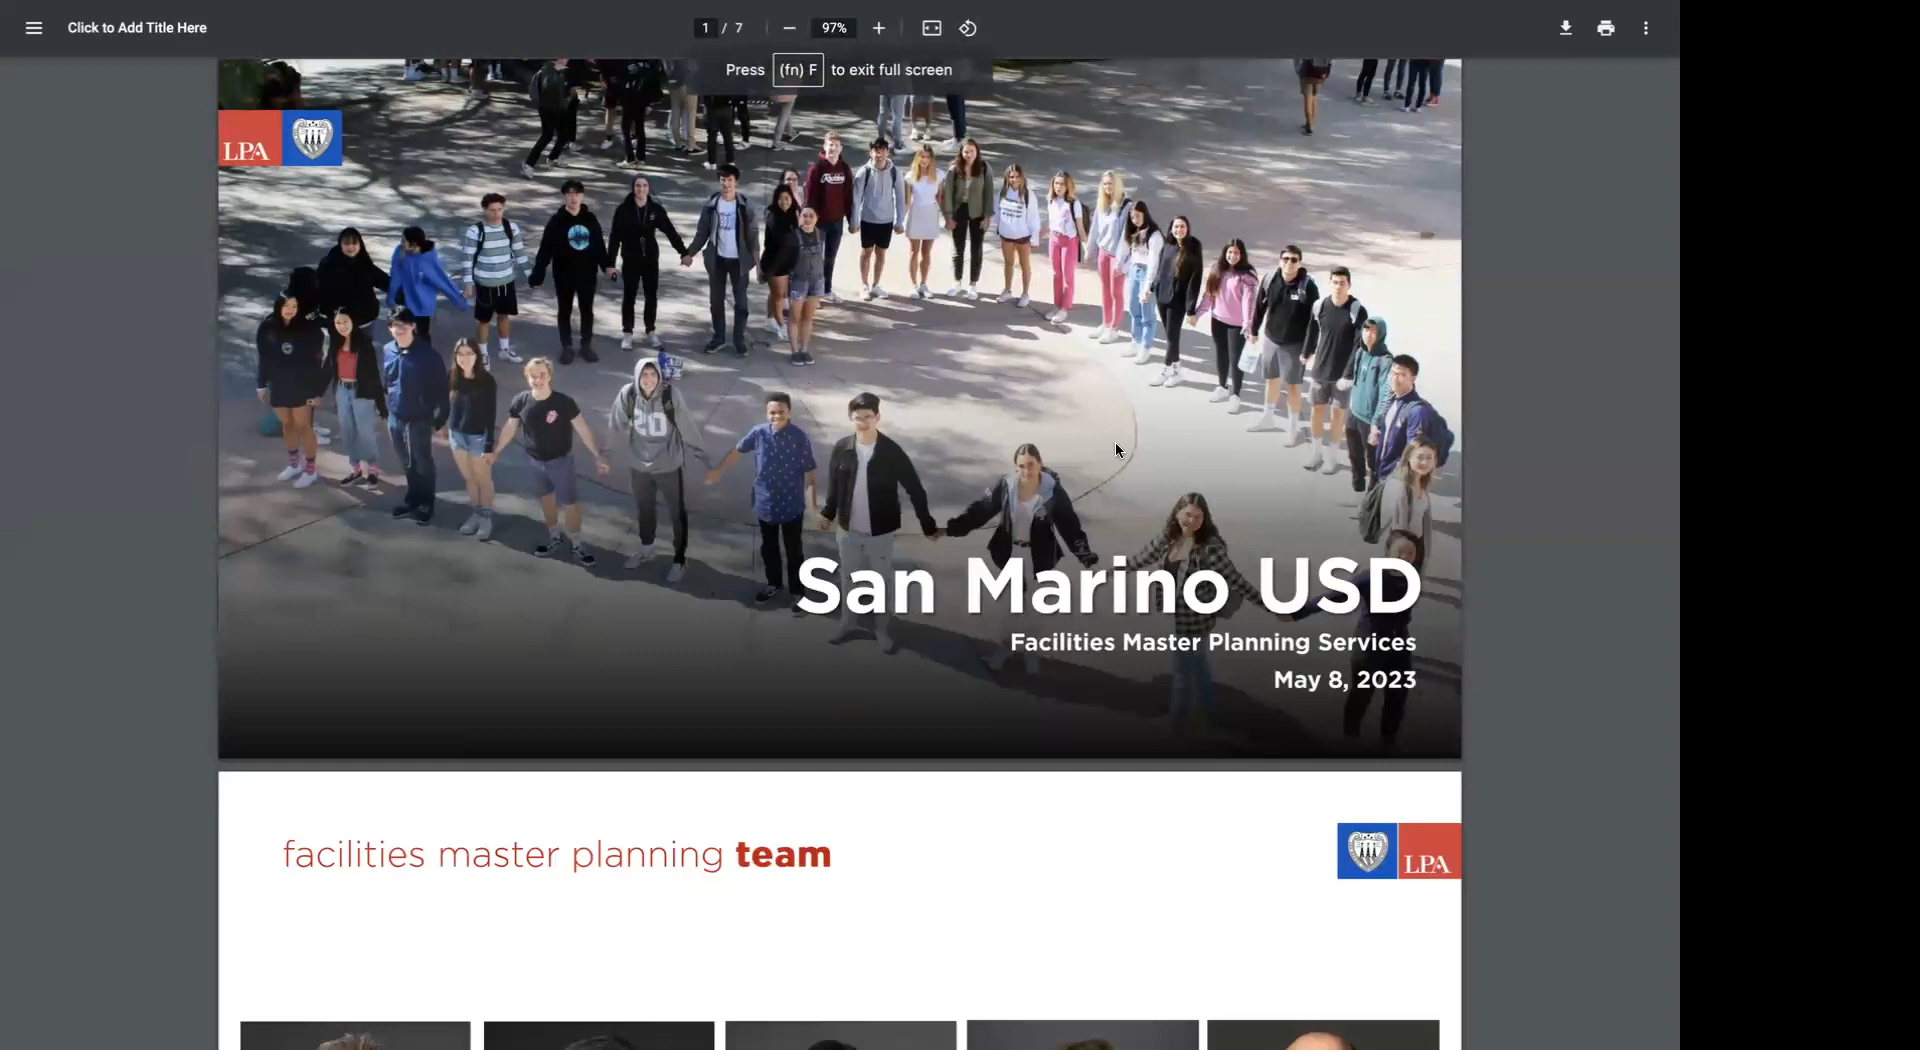 Click to Add Title Here
1 / 7
97%
Press (fn) F to exit full screen
LPA
20
San Marino USD
Facilities Master Planning Services
May 8, 2023
facilities master planning team
LPA